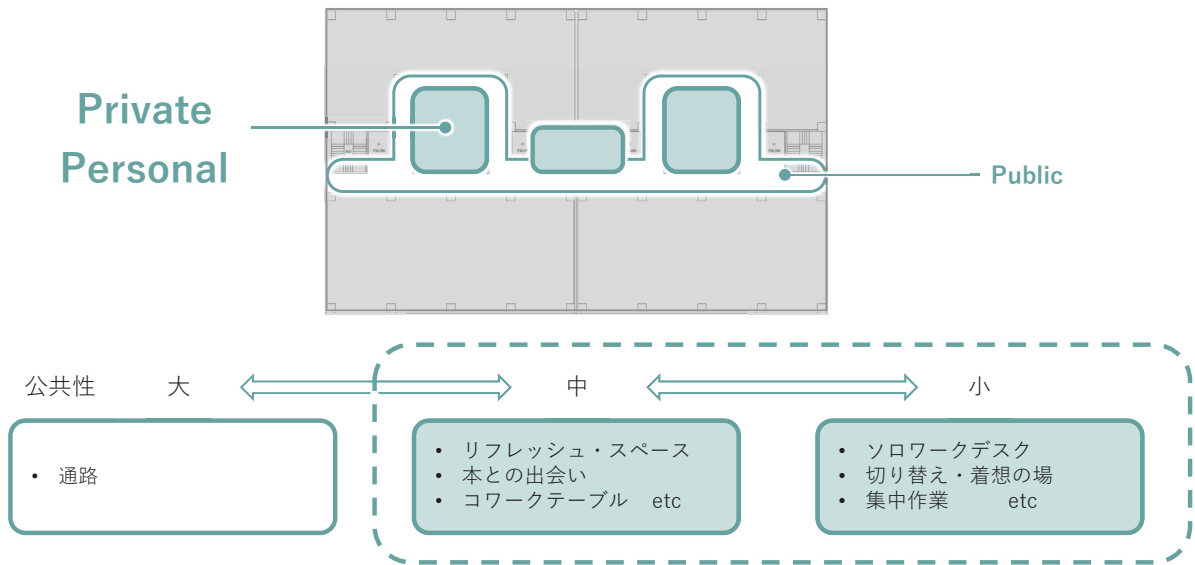 Private
Personal
Public
公共性 大 中 小
• 通路
• リフレッシュ・スペース
• 本との出会い
• コワークテーブル etc
• ソロワークデスク
• 切り替え・着想の場
• 集中作業 etc